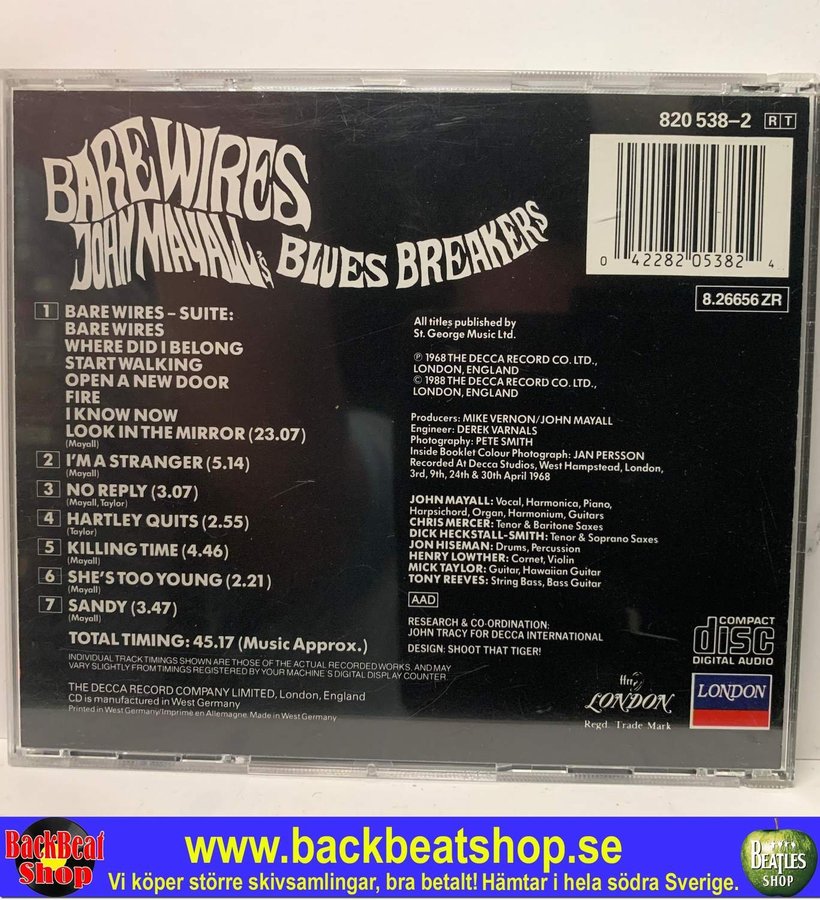 820 538-2 RT
BARE WIRES
JOHN MAYALL'S BLUES BREAKERS
0 42282 05382 4
8.26656 ZR
1 BARE WIRES – SUITE:
BARE WIRES
WHERE DID I BELONG
START WALKING
OPEN A NEW DOOR
FIRE
I KNOW NOW
LOOK IN THE MIRROR (23.07)
(Mayall)
2 I'M A STRANGER (5.14)
(Mayall)
3 NO REPLY (3.07)
(Mayall, Taylor)
4 HARTLEY QUITS (2.55)
(Taylor)
5 KILLING TIME (4.46)
(Mayall)
6 SHE'S TOO YOUNG (2.21)
(Mayall)
7 SANDY (3.47)
(Mayall)
TOTAL TIMING: 45.17 (Music Approx.)
INDIVIDUAL TRACK TIMINGS SHOWN ARE THOSE OF THE ACTUAL RECORDED WORKS, AND MAY
VARY SLIGHTLY FROM TIMINGS REGISTERED BY YOUR MACHINE'S DIGITAL DISPLAY COUNTER
THE DECCA RECORD COMPANY LIMITED, London, England
CD is manufactured in West Germany
Printed in West Germany/Imprimé en Allemagne. Made in West Germany
All titles published by
St. George Music Ltd.
℗ 1968 THE DECCA RECORD CO. LTD.,
LONDON, ENGLAND
© 1988 THE DECCA RECORD CO. LTD.,
LONDON, ENGLAND
Producers: MIKE VERNON/JOHN MAYALL
Engineer: DEREK VARNALS
Photography: PETE SMITH
Inside Booklet Colour Photograph: JAN PERSSON
Recorded At Decca Studios, West Hampstead, London,
3rd, 9th, 24th & 30th April 1968
JOHN MAYALL: Vocal, Harmonica, Piano,
Harpsichord, Organ, Harmonium, Guitars
CHRIS MERCER: Tenor & Baritone Saxes
DICK HECKSTALL-SMITH: Tenor & Soprano Saxes
JON HISEMAN: Drums, Percussion
HENRY LOWTHER: Cornet, Violin
MICK TAYLOR: Guitar, Hawaiian Guitar
TONY REEVES: String Bass, Bass Guitar
AAD
RESEARCH & CO-ORDINATION:
JOHN TRACY FOR DECCA INTERNATIONAL
DESIGN: SHOOT THAT TIGER!
COMPACT
disc
DIGITAL AUDIO
ffrr
LONDON
Regd. Trade Mark
LONDON
BackBeat
Shop
www.backbeatshop.se
Vi köper större skivsamlingar, bra betalt! Hämtar i hela södra Sverige.
BEATLES
SHOP